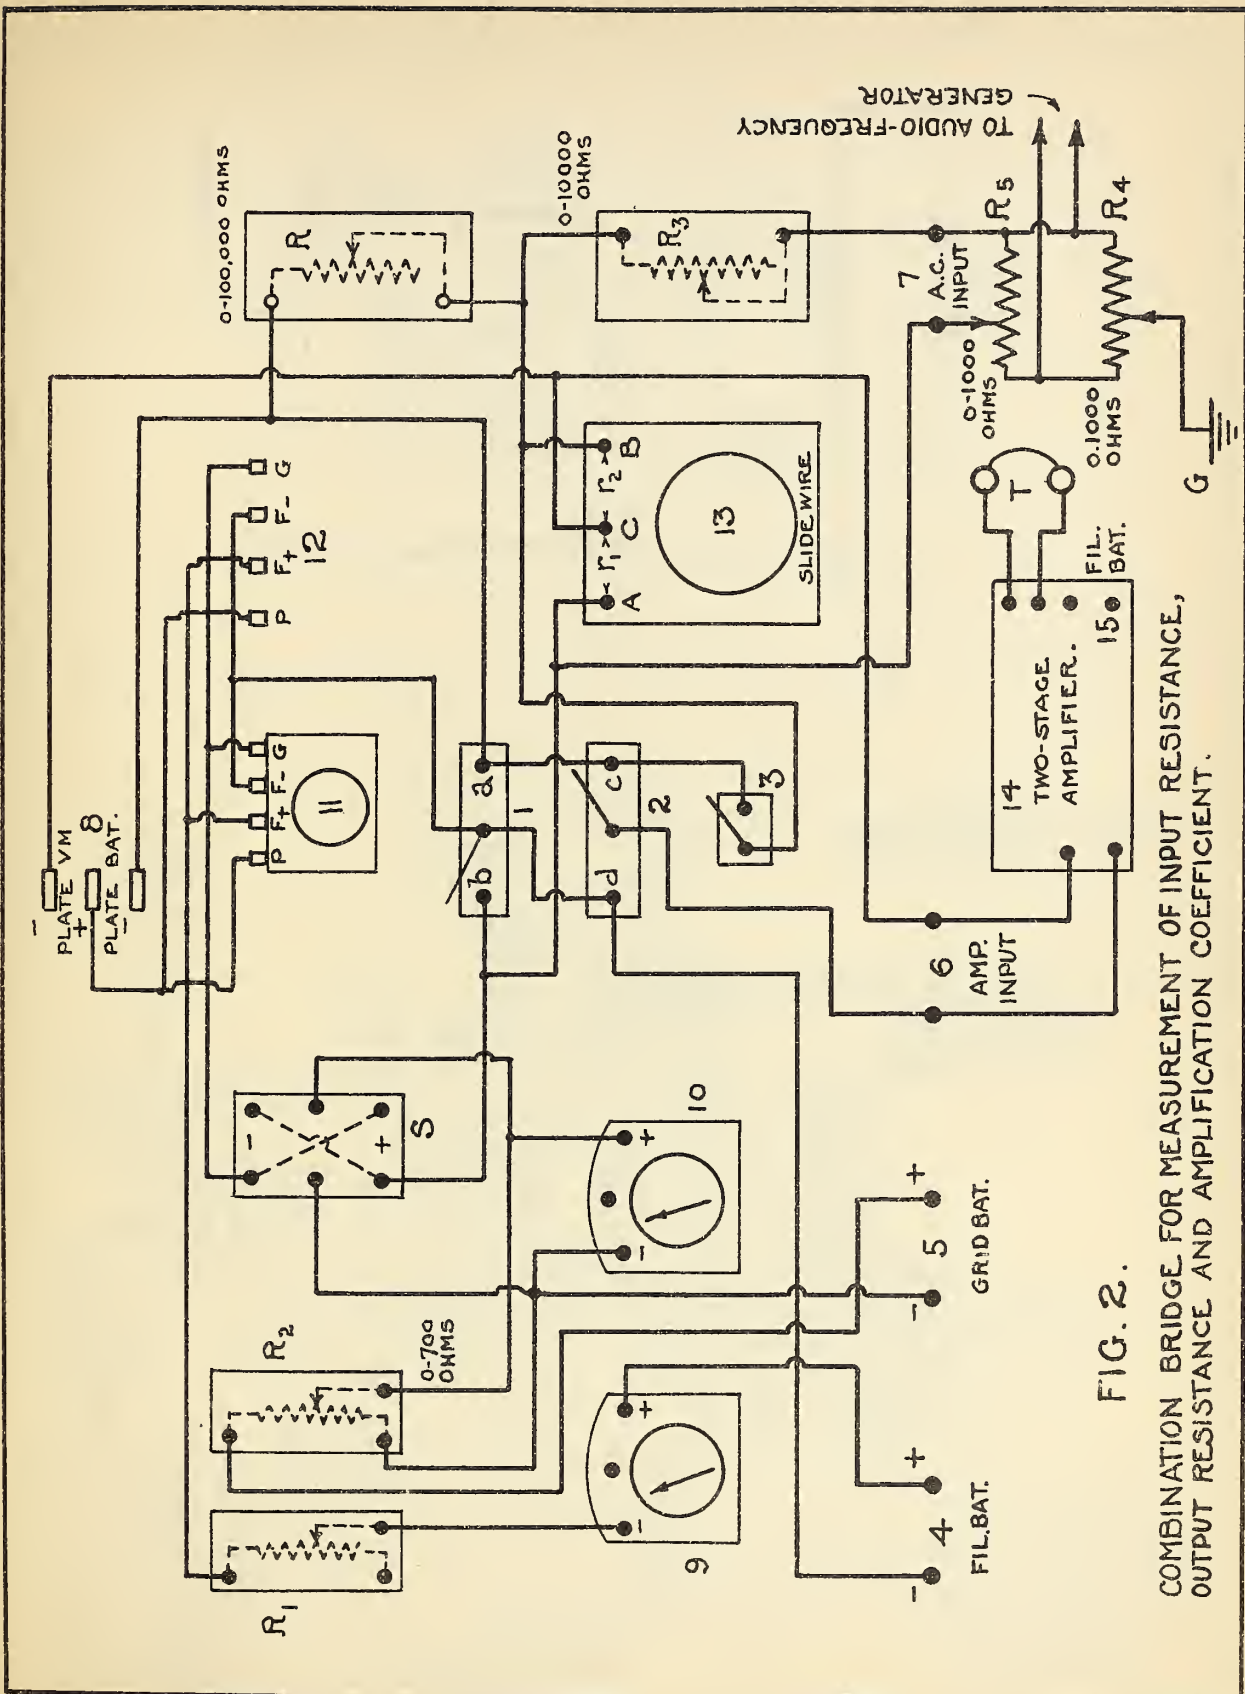 - PLATE VM
+
PLATE 8 BAT.
-
P F+ F- G
11
P F+ F- G
12
0-100,000 OHMS
R
0-10000
OHMS
R3
TO AUDIO-FREQUENCY
GENERATOR
- +
S
b a
1
d c
2
3
A r1 C r2 B
13
SLIDE WIRE
7
A.C.
INPUT
R5
0-1000
OHMS
R4
0.1000
OHMS
G
T
R1
R2
0-700
OHMS
- +
9
- +
10
- 4 +
FIL.BAT.
- 5 +
GRID BAT.
6
AMP.
INPUT
14
TWO-STAGE
AMPLIFIER.
15
FIL.
BAT.
FIG. 2.
COMBINATION BRIDGE FOR MEASUREMENT OF INPUT RESISTANCE,
OUTPUT RESISTANCE AND AMPLIFICATION COEFFICIENT.